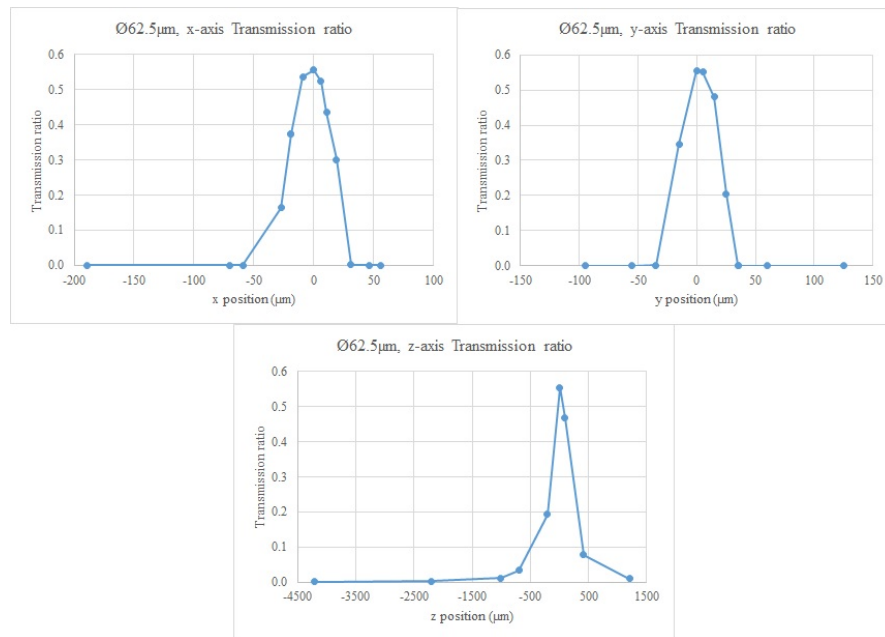 Ø62.5µm, x-axis Transmission ratio
0.6
0.5
0.4
0.3
0.2
0.1
0.0
Transmission ratio
-200 -150 -100 -50 0 50 100
x position (µm)
Ø62.5µm, y-axis Transmission ratio
0.6
0.5
0.4
0.3
0.2
0.1
0.0
Transmission ratio
-150 -100 -50 0 50 100 150
y position (µm)
Ø62.5µm, z-axis Transmission ratio
0.6
0.5
0.4
0.3
0.2
0.1
0.0
Transmission ratio
-4500 -3500 -2500 -1500 -500 500 1500
z position (µm)